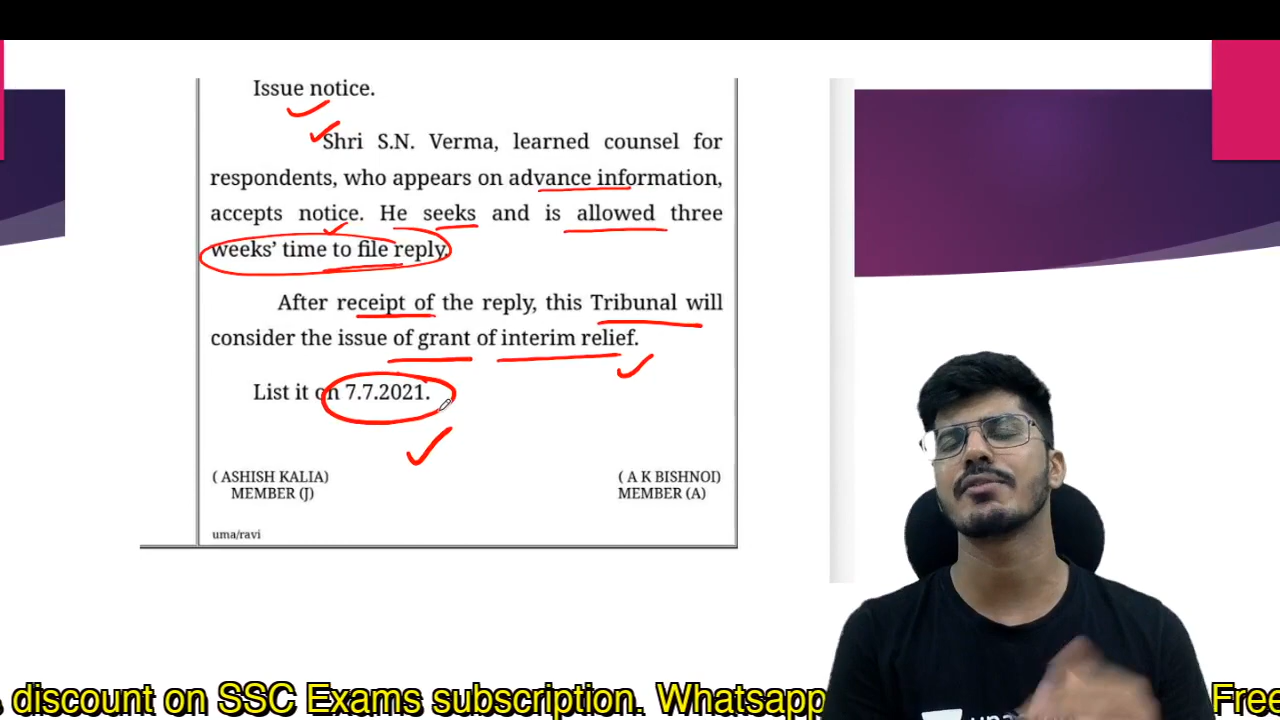 Issue notice.
Shri S.N. Verma, learned counsel for
respondents, who appears on advance information,
accepts notice. He seeks and is allowed three
weeks’ time to file reply.
After receipt of the reply, this Tribunal will
consider the issue of grant of interim relief.
List it on 7.7.2021.
( ASHISH KALIA) ( A K BISHNOI)
MEMBER (J) MEMBER (A)
uma/ravi
discount on SSC Exams subscription. Whatsapp Free